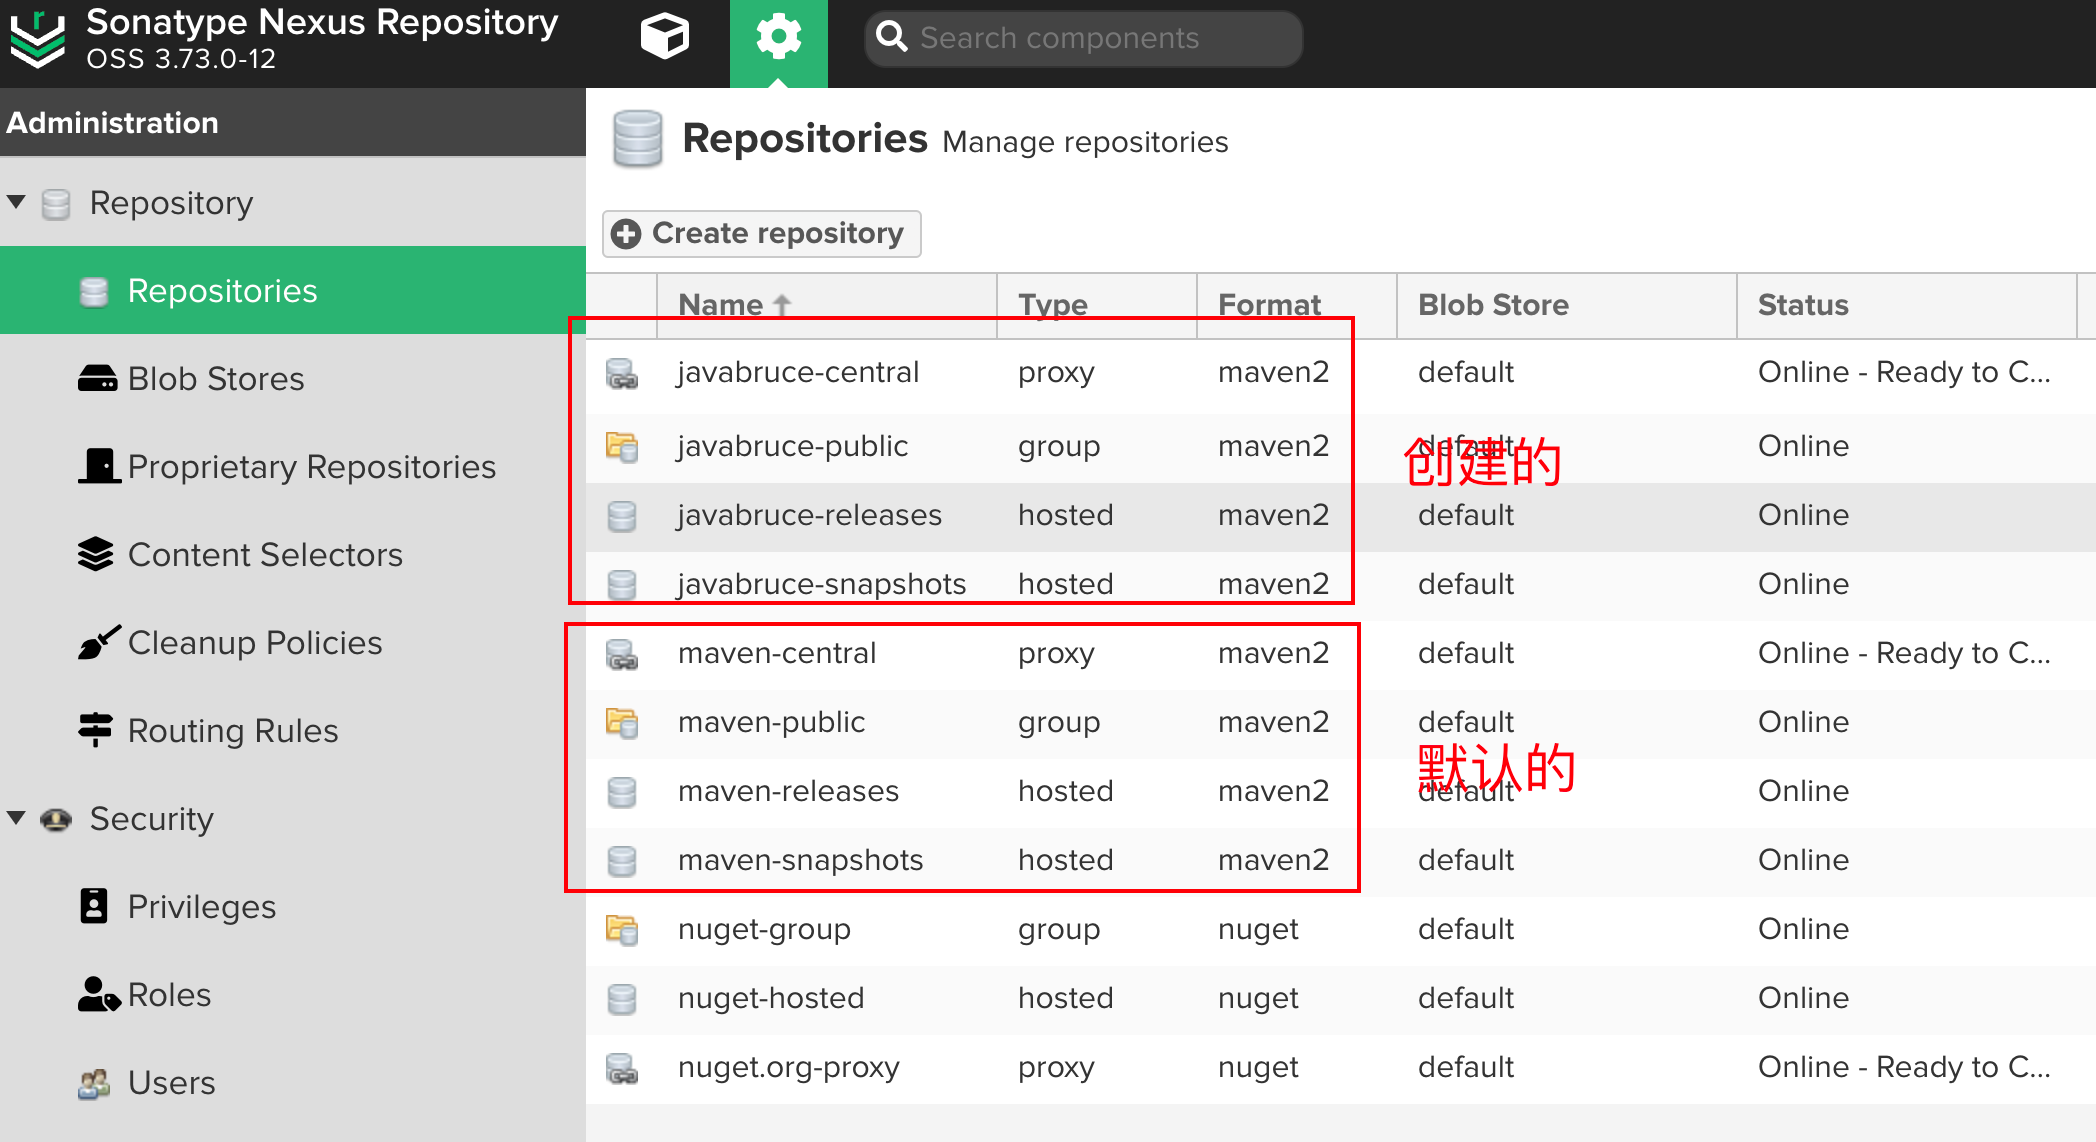 Sonatype Nexus Repository
OSS 3.73.0-12
Search components
Administration
Repository
Repositories
Blob Stores
Proprietary Repositories
Content Selectors
Cleanup Policies
Routing Rules
Security
Privileges
Roles
Users
Repositories Manage repositories
Create repository
Name Type Format Blob Store Status
javabruce-central proxy maven2 default Online - Ready to C...
javabruce-public group maven2 default Online
创建的
javabruce-releases hosted maven2 default Online
javabruce-snapshots hosted maven2 default Online
maven-central proxy maven2 default Online - Ready to C...
maven-public group maven2 default Online
默认的
maven-releases hosted maven2 default Online
maven-snapshots hosted maven2 default Online
nuget-group group nuget default Online
nuget-hosted hosted nuget default Online
nuget.org-proxy proxy nuget default Online - Ready to C...